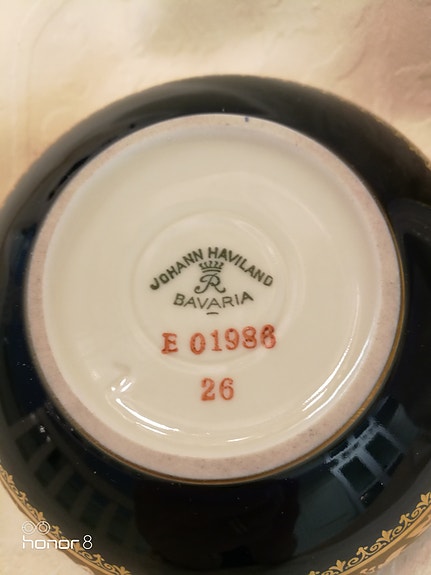 JOHANN HAVILAND
R
BAVARIA
E 01986
26
honor 8